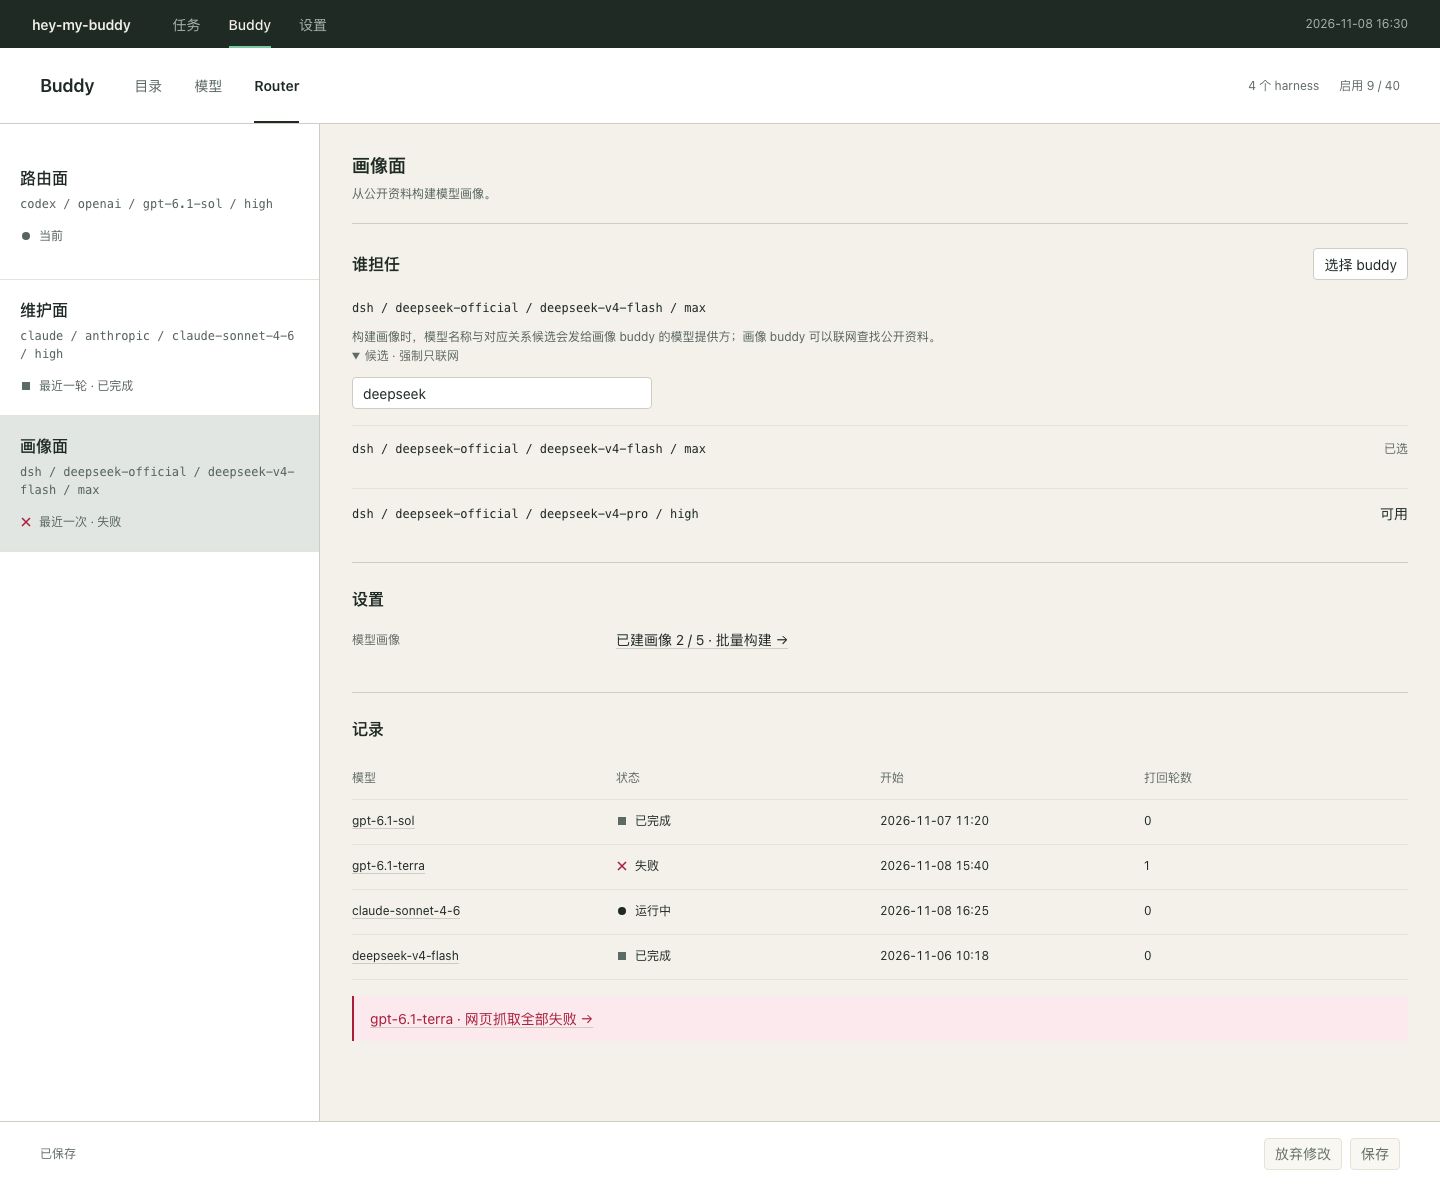 hey-my-buddy 任务 Buddy 设置 2026-11-08 16:30
Buddy 目录 模型 Router 4 个 harness 启用 9 / 40
路由面
codex / openai / gpt-6.1-sol / high
当前
维护面
claude / anthropic / claude-sonnet-4-6
/ high
最近一轮 · 已完成
画像面
dsh / deepseek-official / deepseek-v4-
flash / max
最近一次 · 失败
画像面
从公开资料构建模型画像。
谁担任 选择 buddy
dsh / deepseek-official / deepseek-v4-flash / max
构建画像时，模型名称与对应关系候选会发给画像 buddy 的模型提供方；画像 buddy 可以联网查找公开资料。
▼ 候选 · 强制只联网
deepseek
dsh / deepseek-official / deepseek-v4-flash / max 已选
dsh / deepseek-official / deepseek-v4-pro / high 可用
设置
模型画像 已建画像 2 / 5 · 批量构建 →
记录
模型 状态 开始 打回轮数
gpt-6.1-sol 已完成 2026-11-07 11:20 0
gpt-6.1-terra 失败 2026-11-08 15:40 1
claude-sonnet-4-6 运行中 2026-11-08 16:25 0
deepseek-v4-flash 已完成 2026-11-06 10:18 0
gpt-6.1-terra · 网页抓取全部失败 →
已保存 放弃修改 保存